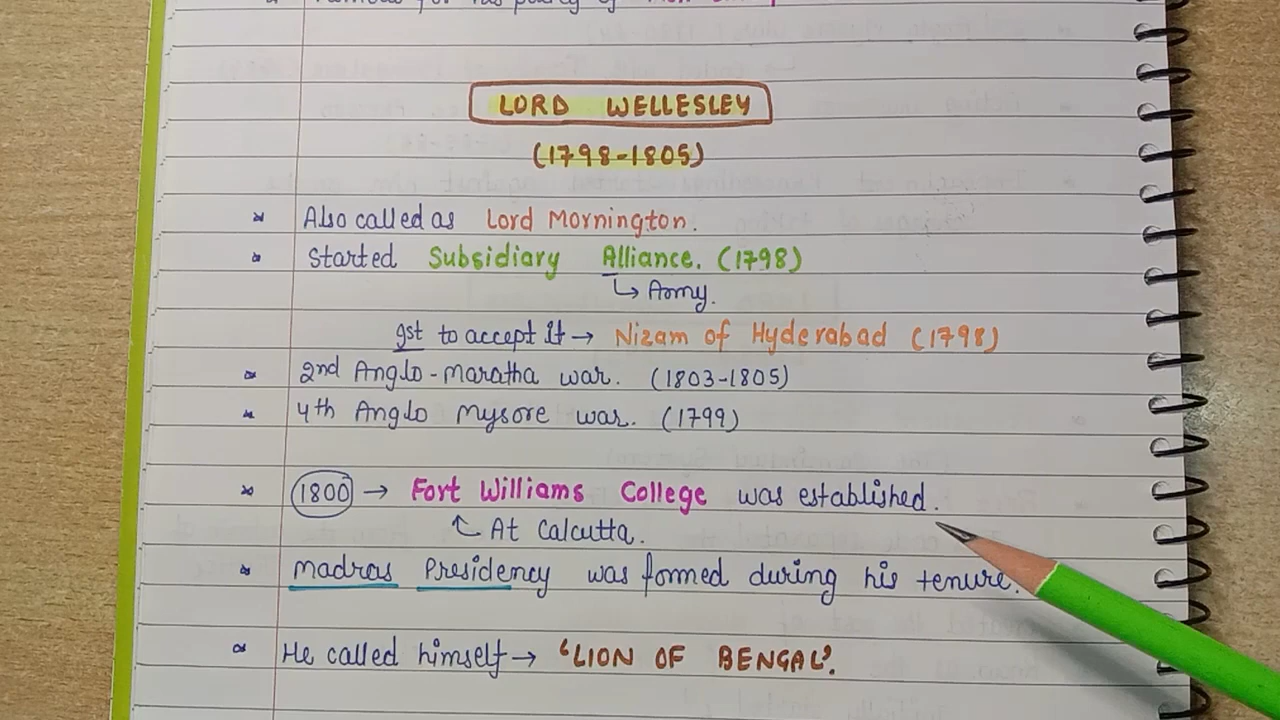 LORD WELLESLEY
(1798-1805)
Also called as Lord Mornington.
Started Subsidiary Alliance. (1798)
↳ Army.
Ist to accept it → Nizam of Hyderabad (1798)
2nd Anglo-Maratha war. (1803-1805)
4th Anglo Mysore war. (1799)
1800 → Fort Williams College was established.
At Calcutta.
Madras Presidency was formed during his tenure.
He called himself → 'LION OF BENGAL'.